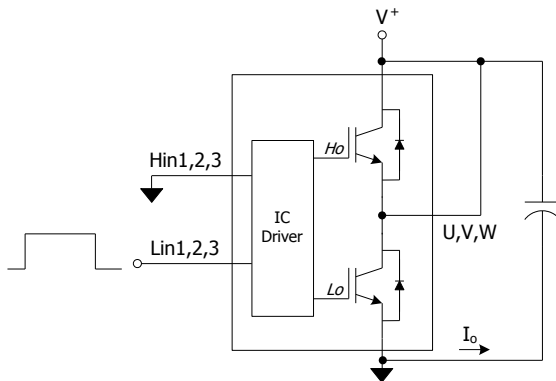 V+
Hin1,2,3
Ho
IC
Driver
U,V,W
Lin1,2,3
Lo
Io